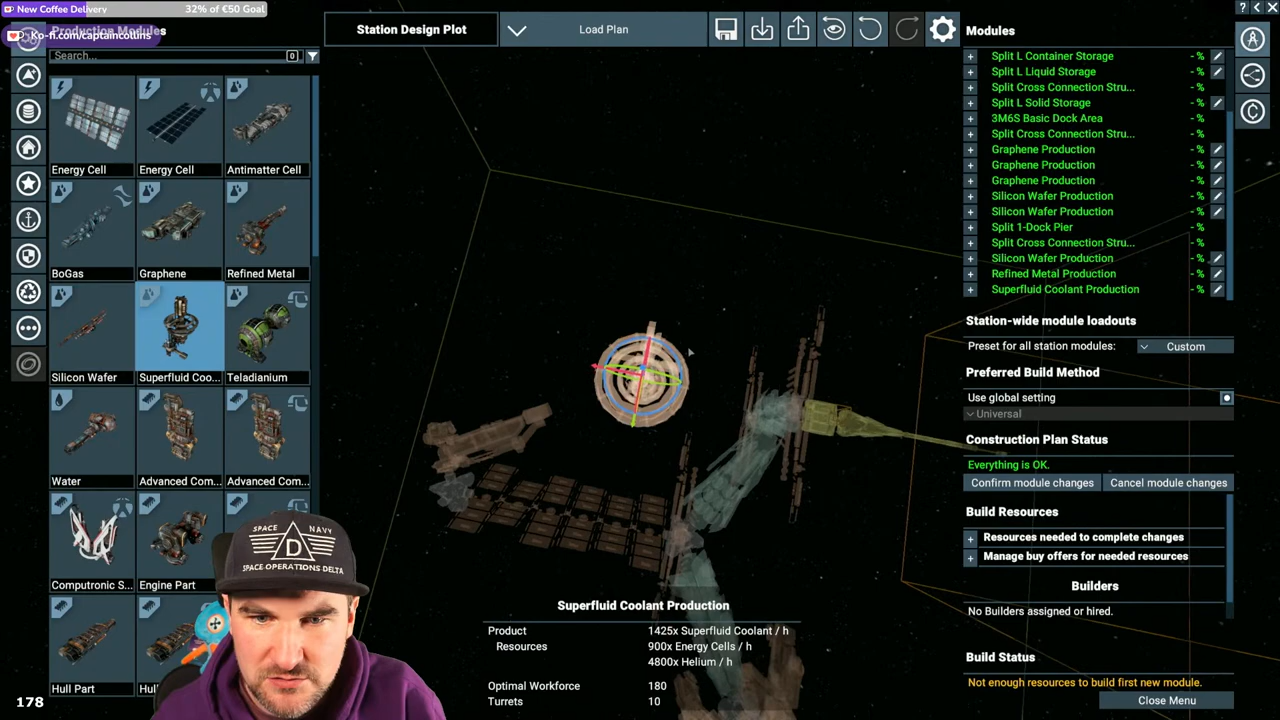 New Coffee Delivery
32% of €50 Goal
Production Modules
Ko-fi.com/captaincollins
Search...
0
Energy Cell
Energy Cell
Antimatter Cell
BoGas
Graphene
Refined Metal
Silicon Wafer
Superfluid Coo...
Teladianium
Water
Advanced Com...
Advanced Com...
Computronic S...
Engine Part
Hull Part
Hull
SPACE NAVY
D
SPACE OPERATIONS DELTA
178
Station Design Plot
Load Plan
Superfluid Coolant Production
Product 1425x Superfluid Coolant / h
Resources 900x Energy Cells / h
4800x Helium / h
Optimal Workforce 180
Turrets 10
Modules
Split L Container Storage - %
Split L Liquid Storage - %
Split Cross Connection Stru... - %
Split L Solid Storage - %
3M6S Basic Dock Area - %
Split Cross Connection Stru... - %
Graphene Production - %
Graphene Production - %
Graphene Production - %
Silicon Wafer Production - %
Silicon Wafer Production - %
Split 1-Dock Pier - %
Split Cross Connection Stru... - %
Silicon Wafer Production - %
Refined Metal Production - %
Superfluid Coolant Production - %
Station-wide module loadouts
Preset for all station modules: Custom
Preferred Build Method
Use global setting
Universal
Construction Plan Status
Everything is OK.
Confirm module changes
Cancel module changes
Build Resources
Resources needed to complete changes
Manage buy offers for needed resources
Builders
No Builders assigned or hired.
Build Status
Not enough resources to build first new module.
Close Menu